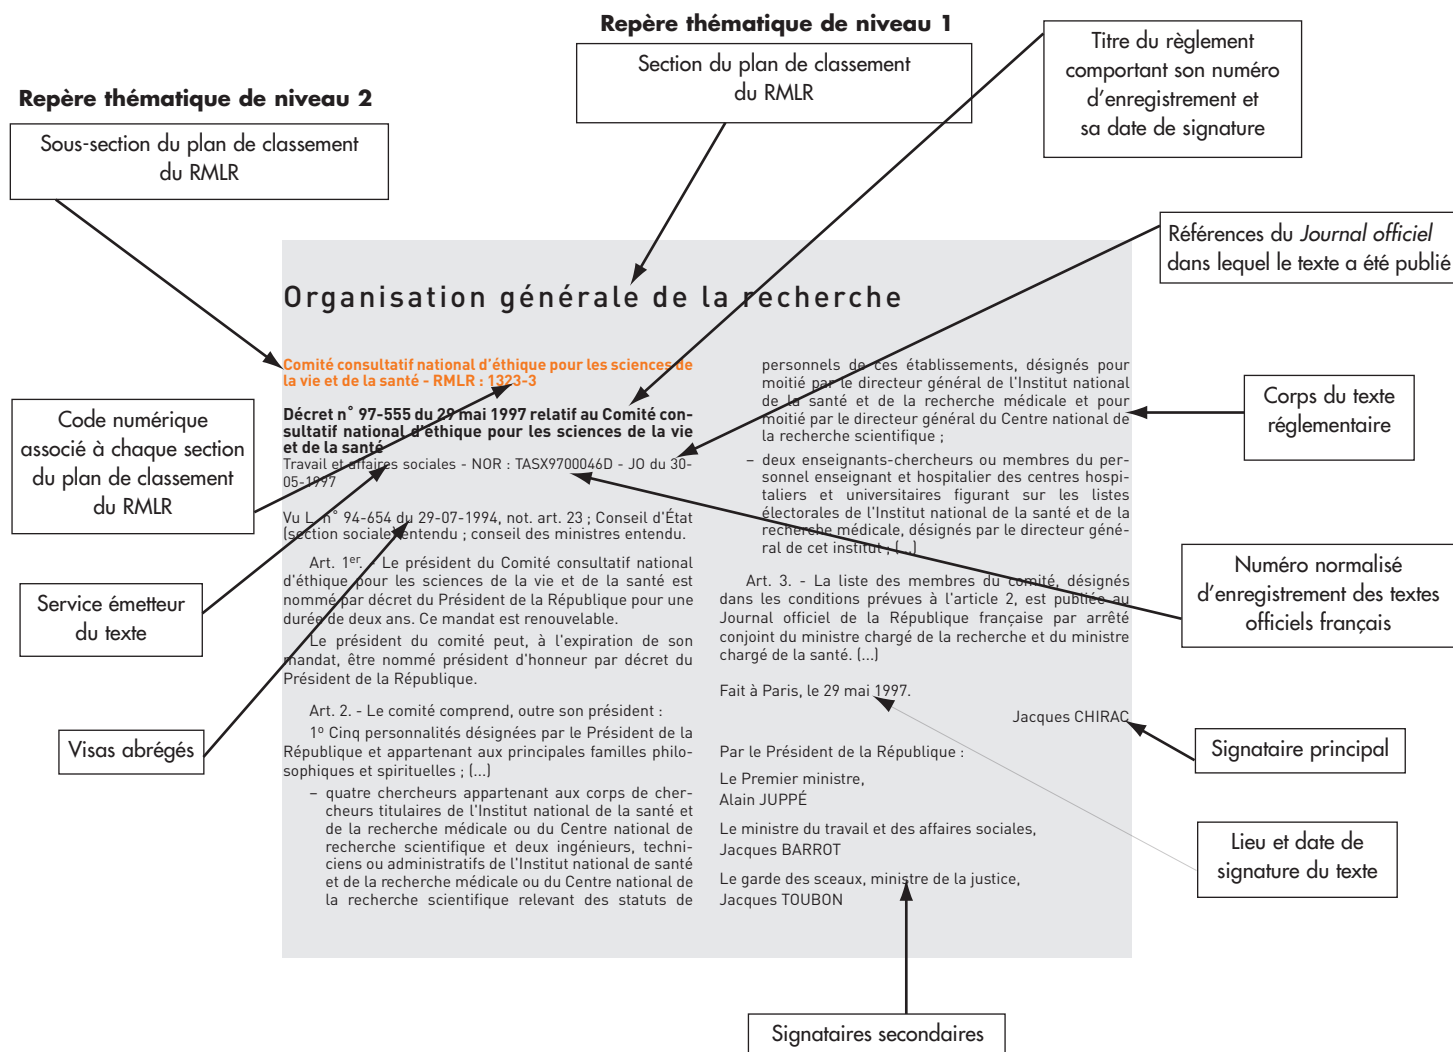 Repère thématique de niveau 1
Section du plan de classement
du RMLR
Titre du règlement
comportant son numéro
d'enregistrement et
sa date de signature
Repère thématique de niveau 2
Sous-section du plan de classement
du RMLR
Références du Journal officiel
dans lequel le texte a été publié
Organisation générale de la recherche
Comité consultatif national d'éthique pour les sciences de
la vie et de la santé - RMLR : 1323-3
Décret n° 97-555 du 29 mai 1997 relatif au Comité con-
sultatif national d'éthique pour les sciences de la vie
et de la santé
Travail et affaires sociales - NOR : TASX9700046D - JO du 30-
05-1997
Vu L. n° 94-654 du 29-07-1994, not. art. 23 ; Conseil d'État
(section sociale) entendu ; conseil des ministres entendu.
Art. 1er. - Le président du Comité consultatif national
d'éthique pour les sciences de la vie et de la santé est
nommé par décret du Président de la République pour une
durée de deux ans. Ce mandat est renouvelable.
Le président du comité peut, à l'expiration de son
mandat, être nommé président d'honneur par décret du
Président de la République.
Art. 2. - Le comité comprend, outre son président :
1º Cinq personnalités désignées par le Président de la
République et appartenant aux principales familles philo-
sophiques et spirituelles ; (...)
– quatre chercheurs appartenant aux corps de cher-
cheurs titulaires de l'Institut national de la santé et
de la recherche médicale ou du Centre national de
recherche scientifique et deux ingénieurs, techni-
ciens ou administratifs de l'Institut national de santé
et de la recherche médicale ou du Centre national de
la recherche scientifique relevant des statuts de
personnels de ces établissements, désignés pour
moitié par le directeur général de l'Institut national
de la santé et de la recherche médicale et pour
moitié par le directeur général du Centre national de
la recherche scientifique ;
– deux enseignants-chercheurs ou membres du per-
sonnel enseignant et hospitalier des centres hospi-
taliers et universitaires figurant sur les listes
électorales de l'Institut national de la santé et de la
recherche médicale, désignés par le directeur géné-
ral de cet institut ; (...)
Art. 3. - La liste des membres du comité, désignés
dans les conditions prévues à l'article 2, est publiée au
Journal officiel de la République française par arrêté
conjoint du ministre chargé de la recherche et du ministre
chargé de la santé. (...)
Fait à Paris, le 29 mai 1997.
Jacques CHIRAC
Par le Président de la République :
Le Premier ministre,
Alain JUPPÉ
Le ministre du travail et des affaires sociales,
Jacques BARROT
Le garde des sceaux, ministre de la justice,
Jacques TOUBON
Code numérique
associé à chaque section
du plan de classement
du RMLR
Service émetteur
du texte
Visas abrégés
Corps du texte
réglementaire
Numéro normalisé
d'enregistrement des textes
officiels français
Signataire principal
Lieu et date de
signature du texte
Signataires secondaires